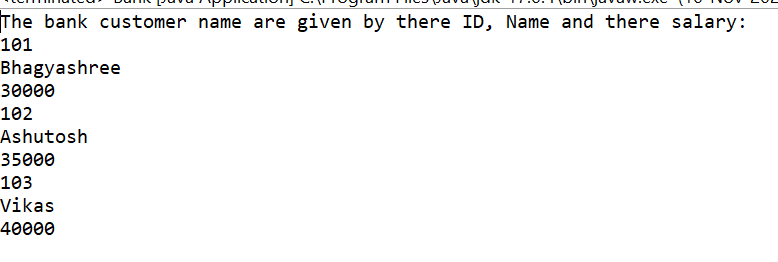 The bank customer name are given by there ID, Name and there salary:
101
Bhagyashree
30000
102
Ashutosh
35000
103
Vikas
40000